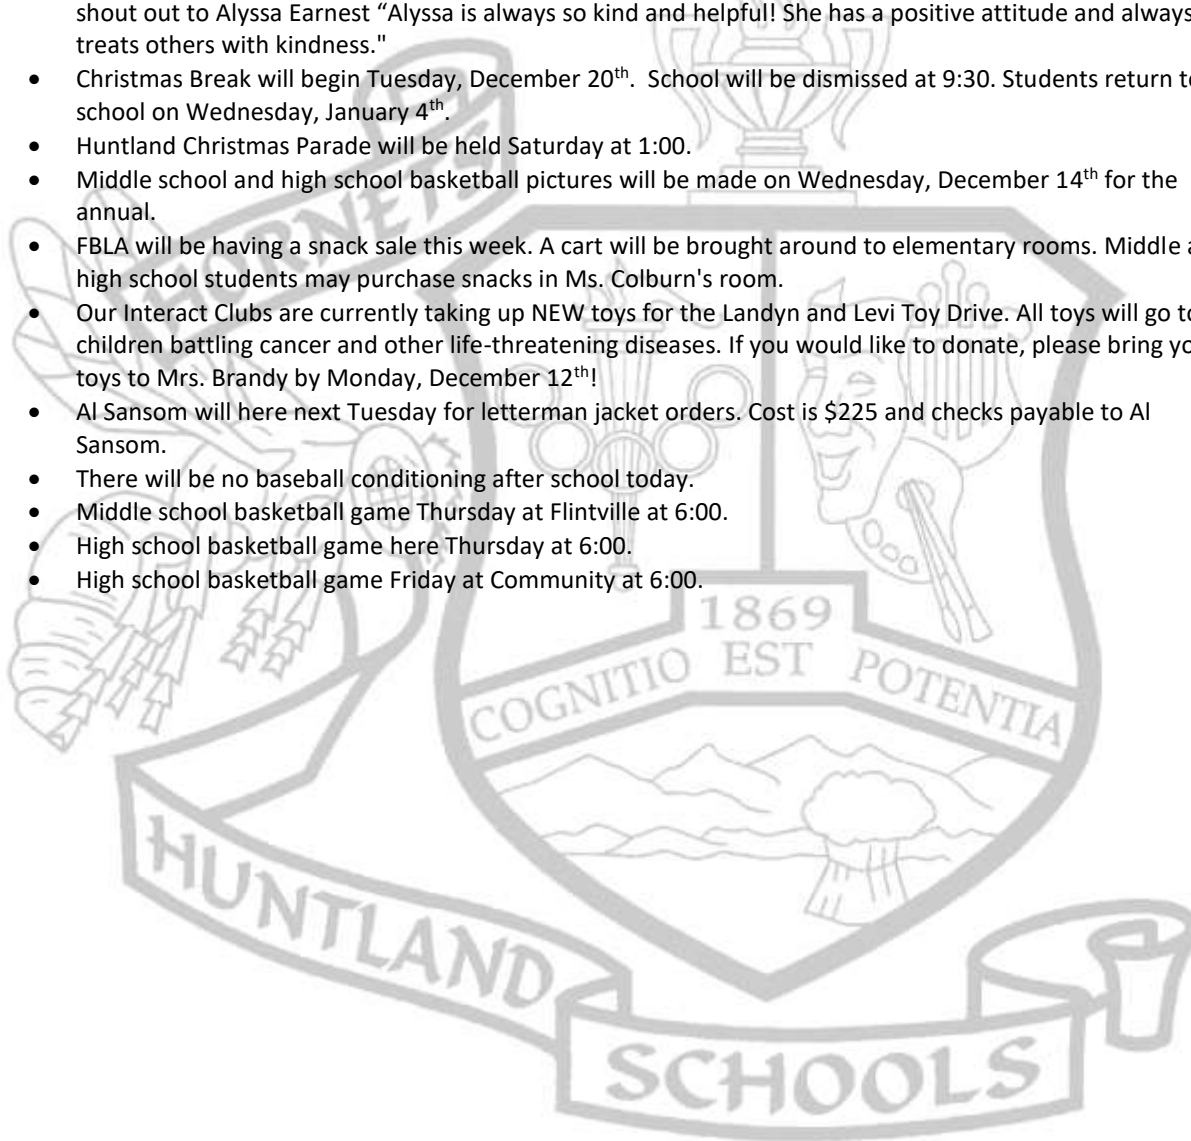 shout out to Alyssa Earnest “Alyssa is always so kind and helpful! She has a positive attitude and always
treats others with kindness."
• Christmas Break will begin Tuesday, December 20th.  School will be dismissed at 9:30. Students return
school on Wednesday, January 4th.
• Huntland Christmas Parade will be held Saturday at 1:00.
• Middle school and high school basketball pictures will be made on Wednesday, December 14th for the
annual.
• FBLA will be having a snack sale this week. A cart will be brought around to elementary rooms. Middle
high school students may purchase snacks in Ms. Colburn's room.
• Our Interact Clubs are currently taking up NEW toys for the Landyn and Levi Toy Drive. All toys will go
children battling cancer and other life-threatening diseases. If you would like to donate, please bring
toys to Mrs. Brandy by Monday, December 12th!
• Al Sansom will here next Tuesday for letterman jacket orders. Cost is $225 and checks payable to Al
Sansom.
• There will be no baseball conditioning after school today.
• Middle school basketball game Thursday at Flintville at 6:00.
• High school basketball game here Thursday at 6:00.
• High school basketball game Friday at Community at 6:00.
HORNETS
1869
COGNITIO EST POTENTIA
HUNTLAND
SCHOOLS